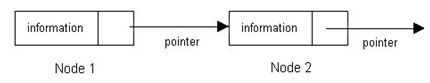 information
information
pointer
pointer
Node 1
Node 2